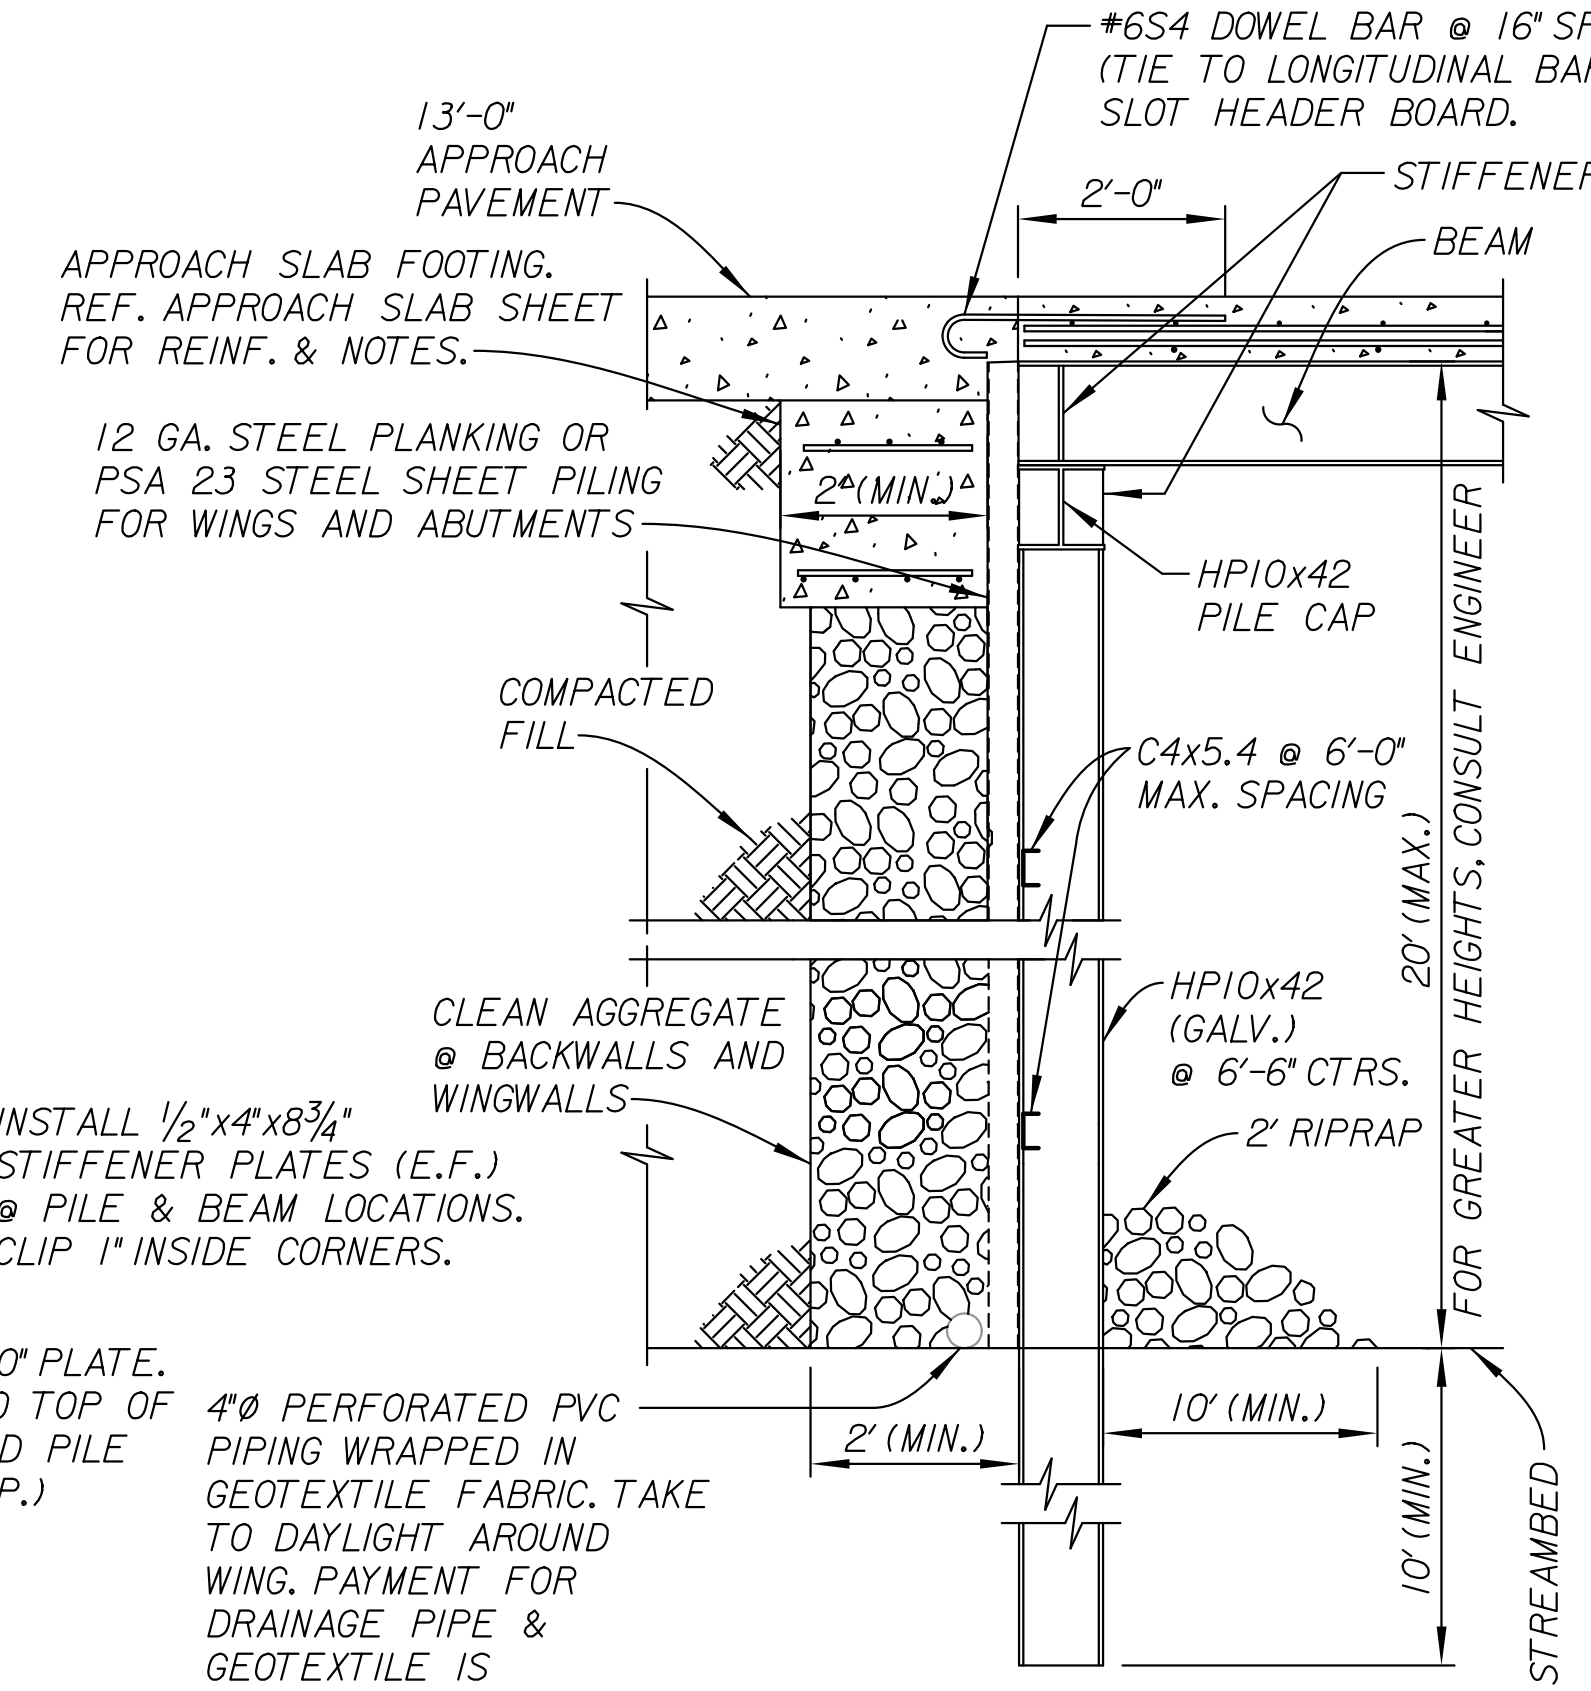 #6S4 DOWEL BAR @ 16"
(TIE TO LONGITUDINAL
SLOT HEADER BOARD.
13'-0"
APPROACH
PAVEMENT
2'-0"
STIFFENER
BEAM
APPROACH SLAB FOOTING.
REF. APPROACH SLAB SHEET
FOR REINF. & NOTES.
12 GA. STEEL PLANKING OR
PSA 23 STEEL SHEET PILING
FOR WINGS AND ABUTMENTS
2' (MIN.)
HP10x42
PILE CAP
COMPACTED
FILL
C4x5.4 @ 6'-0"
MAX. SPACING
20' (MAX.)
FOR GREATER HEIGHTS, CONSULT ENGINEER
CLEAN AGGREGATE
@ BACKWALLS AND
WINGWALLS
HP10x42
(GALV.)
@ 6'-6" CTRS.
2' RIPRAP
INSTALL 1/2"x4"x8 3/4"
STIFFENER PLATES (E.F.)
@ PILE & BEAM LOCATIONS.
CLIP 1" INSIDE CORNERS.
0" PLATE.
TOP OF
PILE
P.)
4"Ø PERFORATED PVC
PIPING WRAPPED IN
GEOTEXTILE FABRIC. TAKE
TO DAYLIGHT AROUND
WING. PAYMENT FOR
DRAINAGE PIPE &
GEOTEXTILE IS
2' (MIN.)
10' (MIN.)
10' (MIN.)
STREAMBED